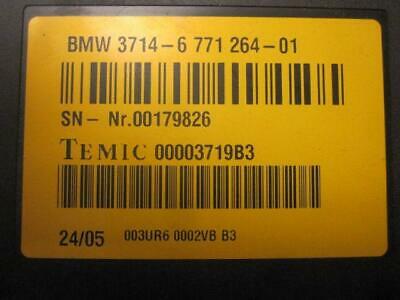 BMW 3714-6 771 264-01
SN- Nr.00179826
TEMIC 00003719B3
24/05 003UR6 0002VB B3